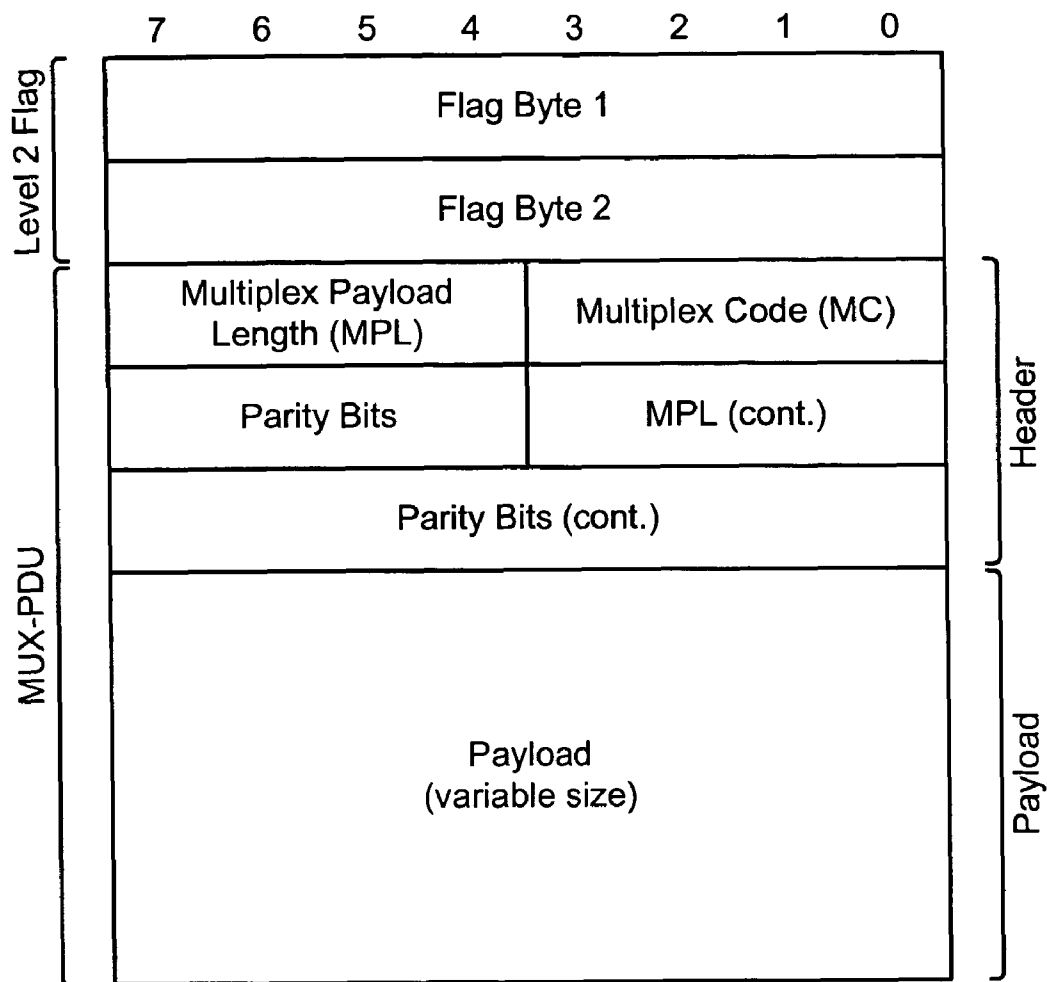 7 6 5 4 3 2 1 0
Level 2 Flag
Flag Byte 1
Flag Byte 2
MUX-PDU
Multiplex Payload
Length (MPL)
Multiplex Code (MC)
Header
Parity Bits
MPL (cont.)
Parity Bits (cont.)
Payload
(variable size)
Payload